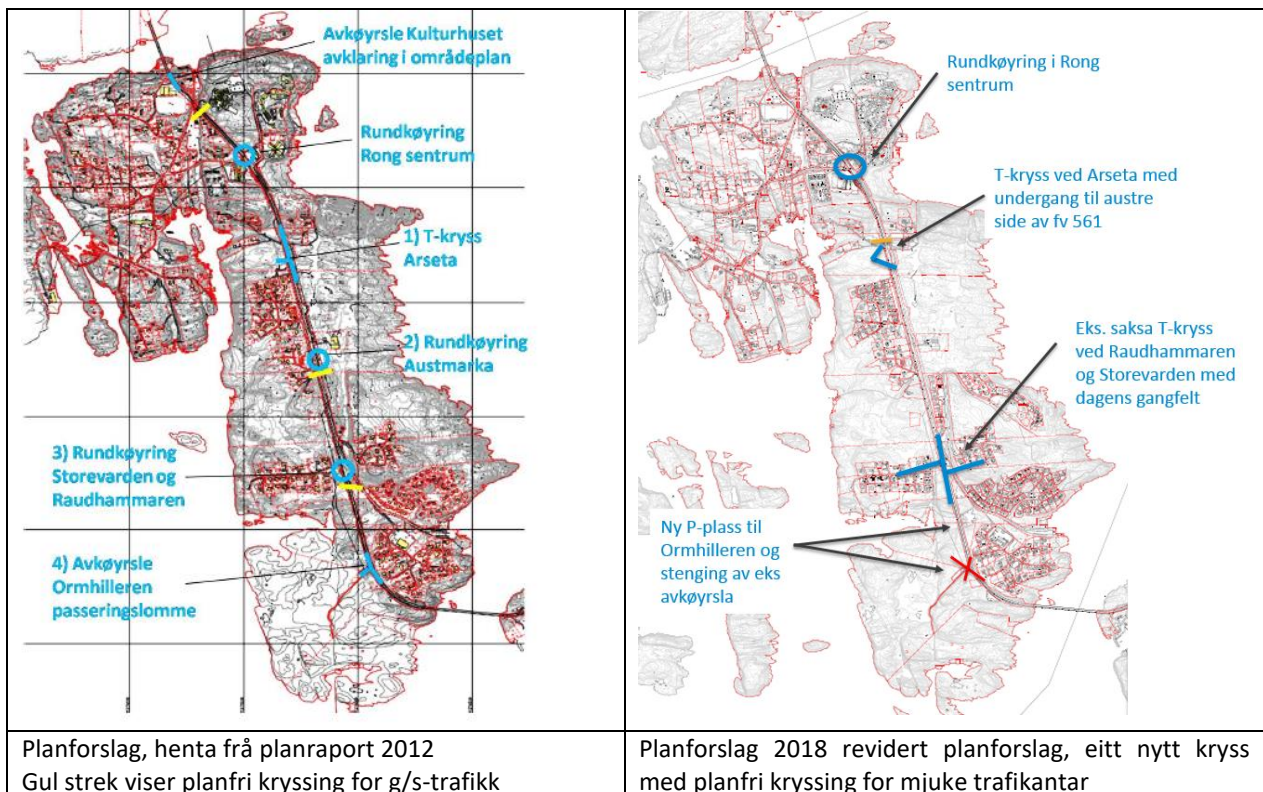 Avkøyrsle Kulturhuset
avklaring i områdeplan
Rundkøyring
Rong sentrum
1) T-kryss
Arseta
2) Rundkøyring
Austmarka
3) Rundkøyring
Storevarden og
Raudhammaren
4) Avkøyrsle
Ormhilleren
passeringslomme
Rundkøyring i Rong
sentrum
T-kryss ved Arseta med
undergang til austre
side av fv 561
Eks. saksa T-kryss
ved Raudhammaren
og Storevarden med
dagens gangfelt
Ny P-plass til
Ormhilleren og
stenging av eks
avkøyrsla
Planforslag, henta frå planraport 2012
Gul strek viser planfri kryssing for g/s-trafikk
Planforslag 2018 revidert planforslag, eitt nytt kryss
med planfri kryssing for mjuke trafikantar